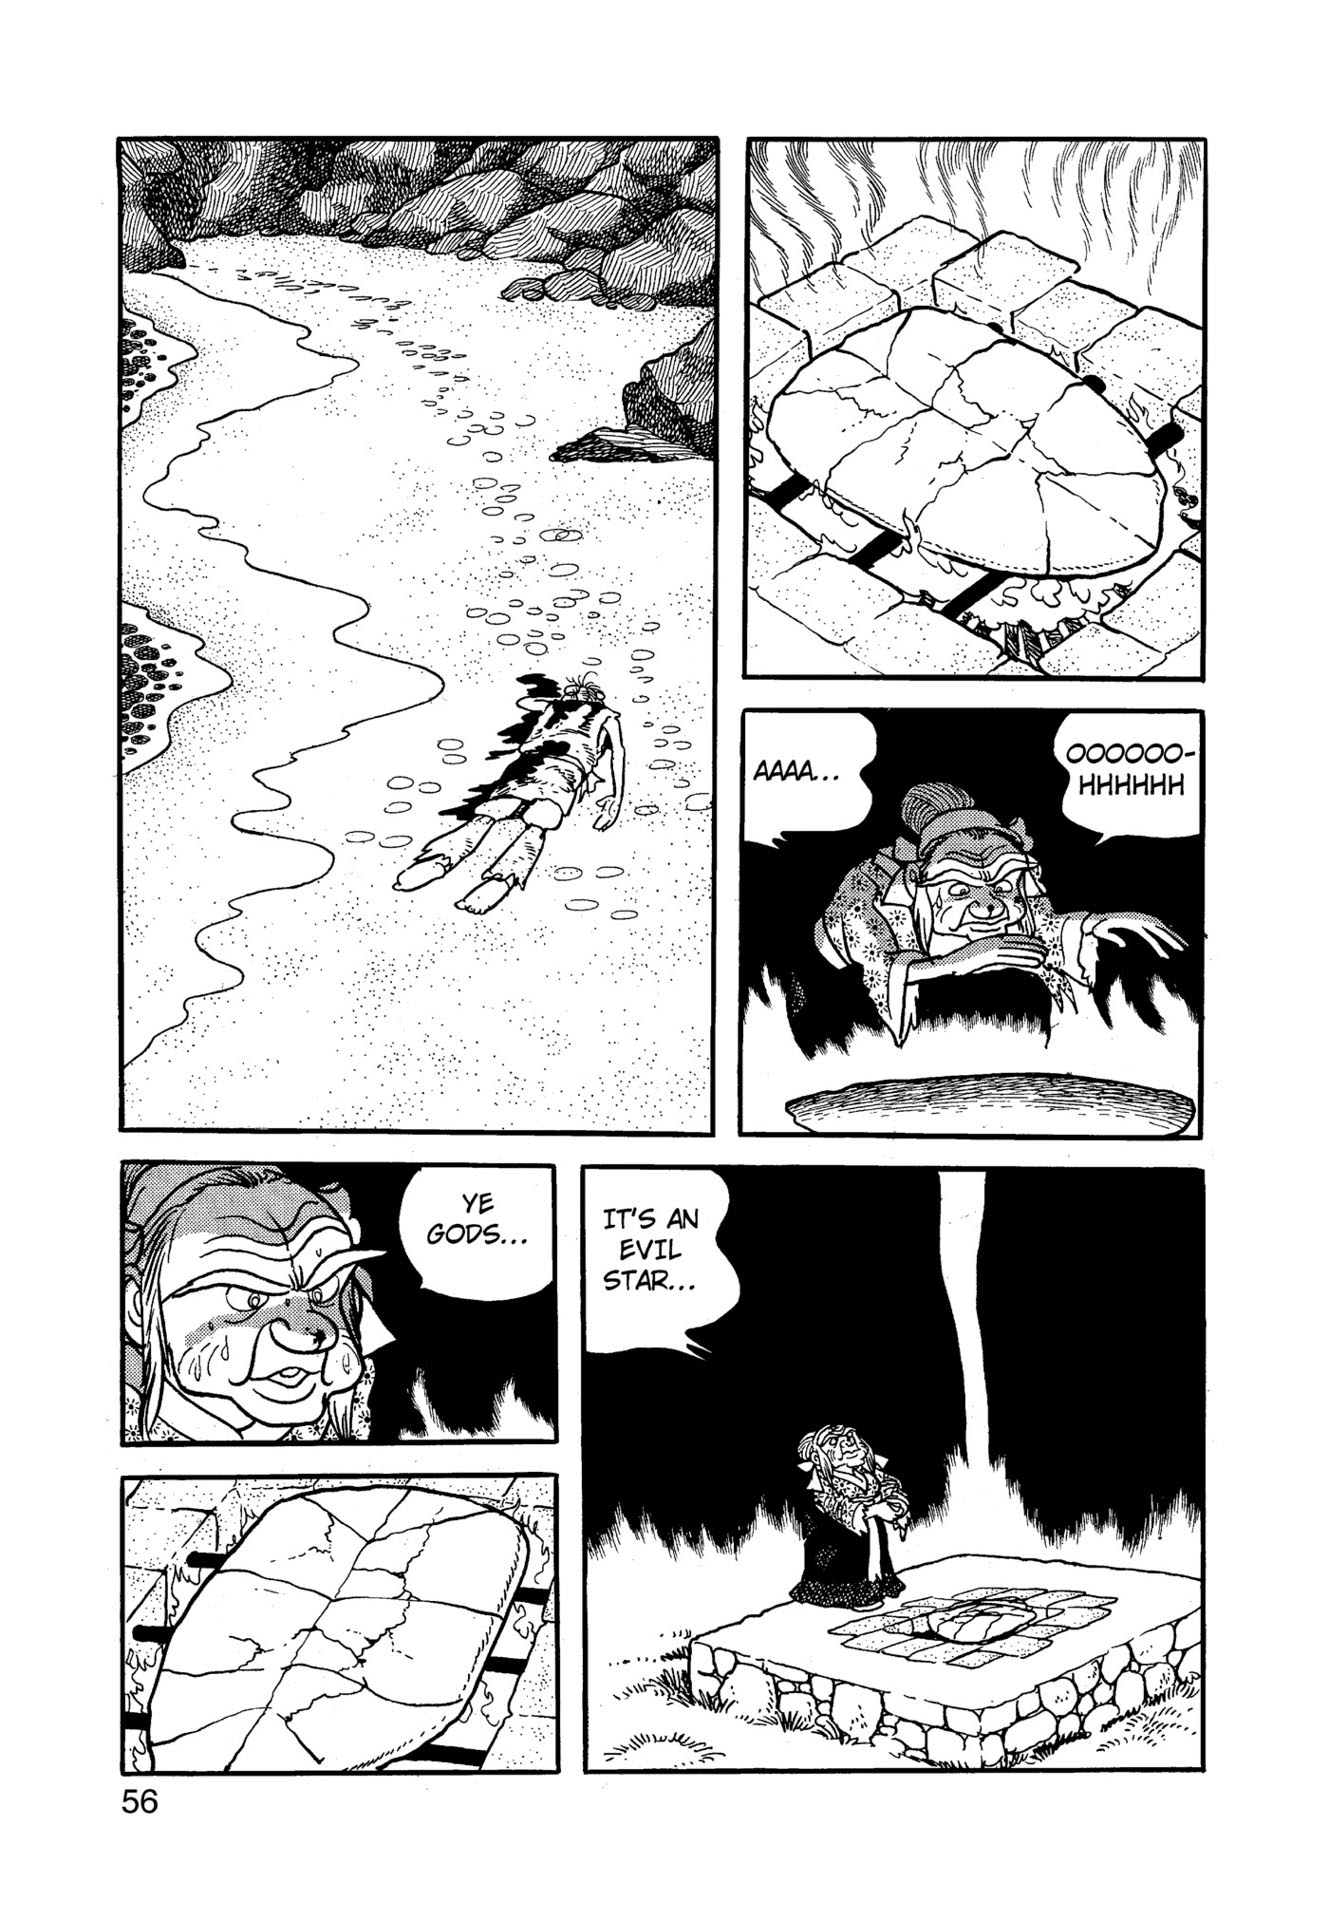 AAAA...
OOOOOO-
HHHHHH
YE
GODS...
IT'S AN
EVIL
STAR...
56